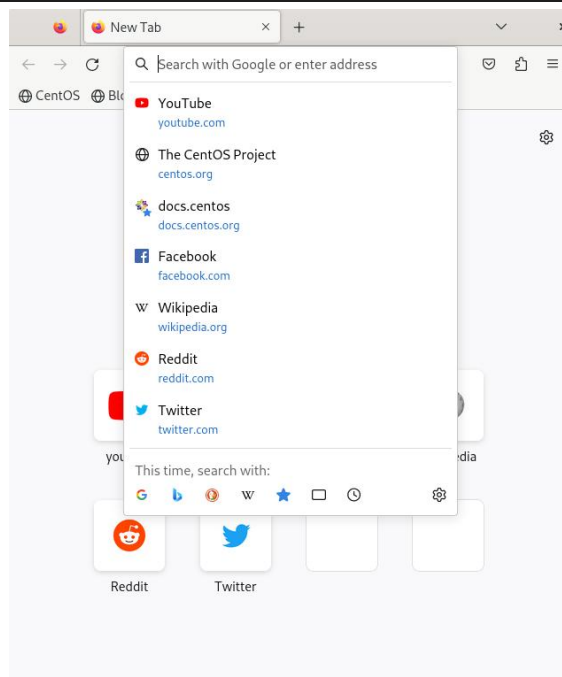 New Tab
Search with Google or enter address
CentOS
YouTube
youtube.com
The CentOS Project
centos.org
docs.centos
docs.centos.org
Facebook
facebook.com
Wikipedia
wikipedia.org
Reddit
reddit.com
Twitter
twitter.com
This time, search with:
Reddit
Twitter